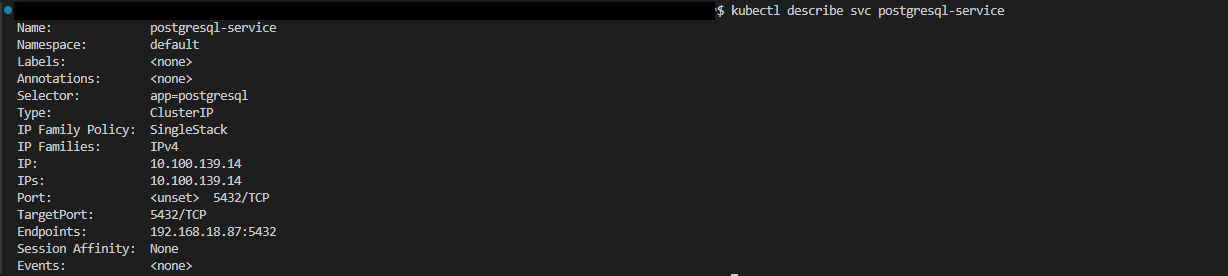 $ kubectl describe svc postgresql-service
Name: postgresql-service
Namespace: default
Labels: <none>
Annotations: <none>
Selector: app=postgresql
Type: ClusterIP
IP Family Policy: SingleStack
IP Families: IPv4
IP: 10.100.139.14
IPs: 10.100.139.14
Port: <unset> 5432/TCP
TargetPort: 5432/TCP
Endpoints: 192.168.18.87:5432
Session Affinity: None
Events: <none>